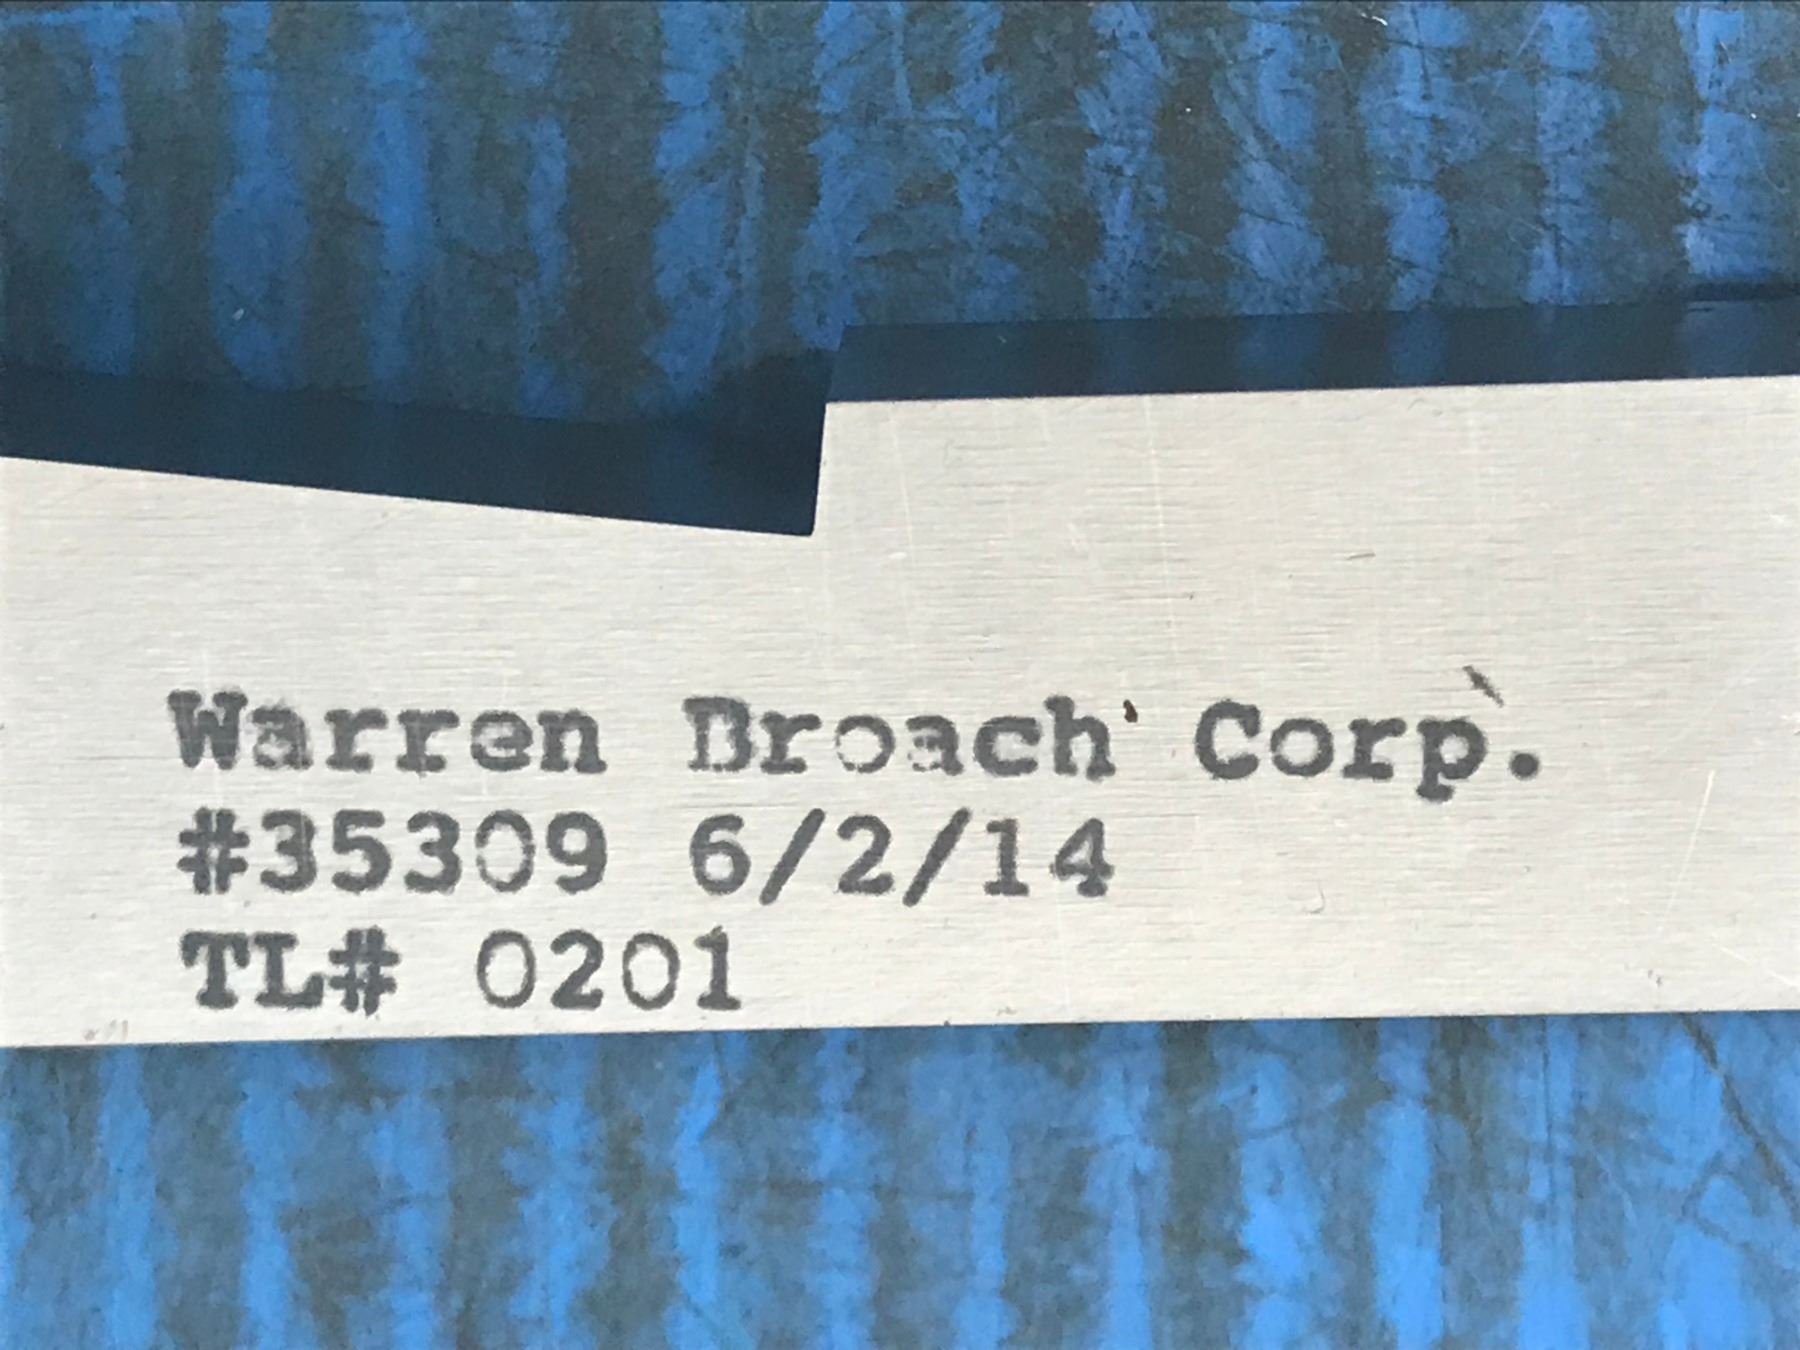 Warren Broach Corp.
#35309 6/2/14
TL# 0201